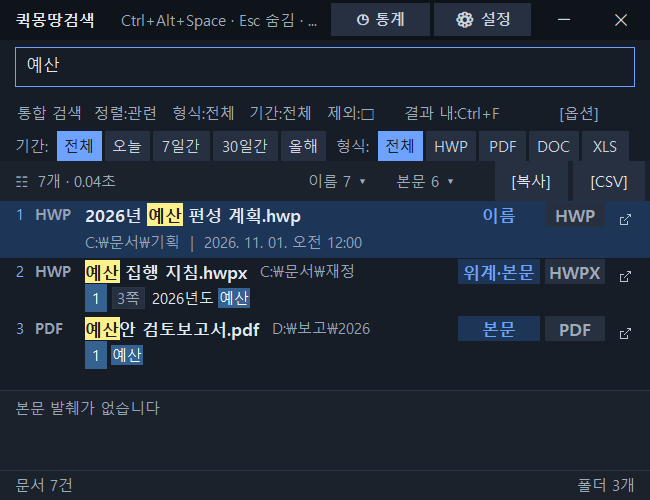 퀵몽땅검색 Ctrl+Alt+Space · Esc 숨김 · ... 통계 설정
예산
통합 검색 정렬:관련 형식:전체 기간:전체 제외:□ 결과 내:Ctrl+F [옵션]
기간: 전체 오늘 7일간 30일간 올해 형식: 전체 HWP PDF DOC XLS
7개 · 0.04초 이름 7 ▾ 본문 6 ▾ [복사] [CSV]
1 HWP 2026년 예산 편성 계획.hwp 이름 HWP
C:₩문서₩기획 | 2026. 11. 01. 오전 12:00
2 HWP 예산 집행 지침.hwpx C:₩문서₩재정 위계·본문 HWPX
1 3쪽 2026년도 예산
3 PDF 예산안 검토보고서.pdf D:₩보고₩2026 본문 PDF
1 예산
본문 발췌가 없습니다
문서 7건 폴더 3개